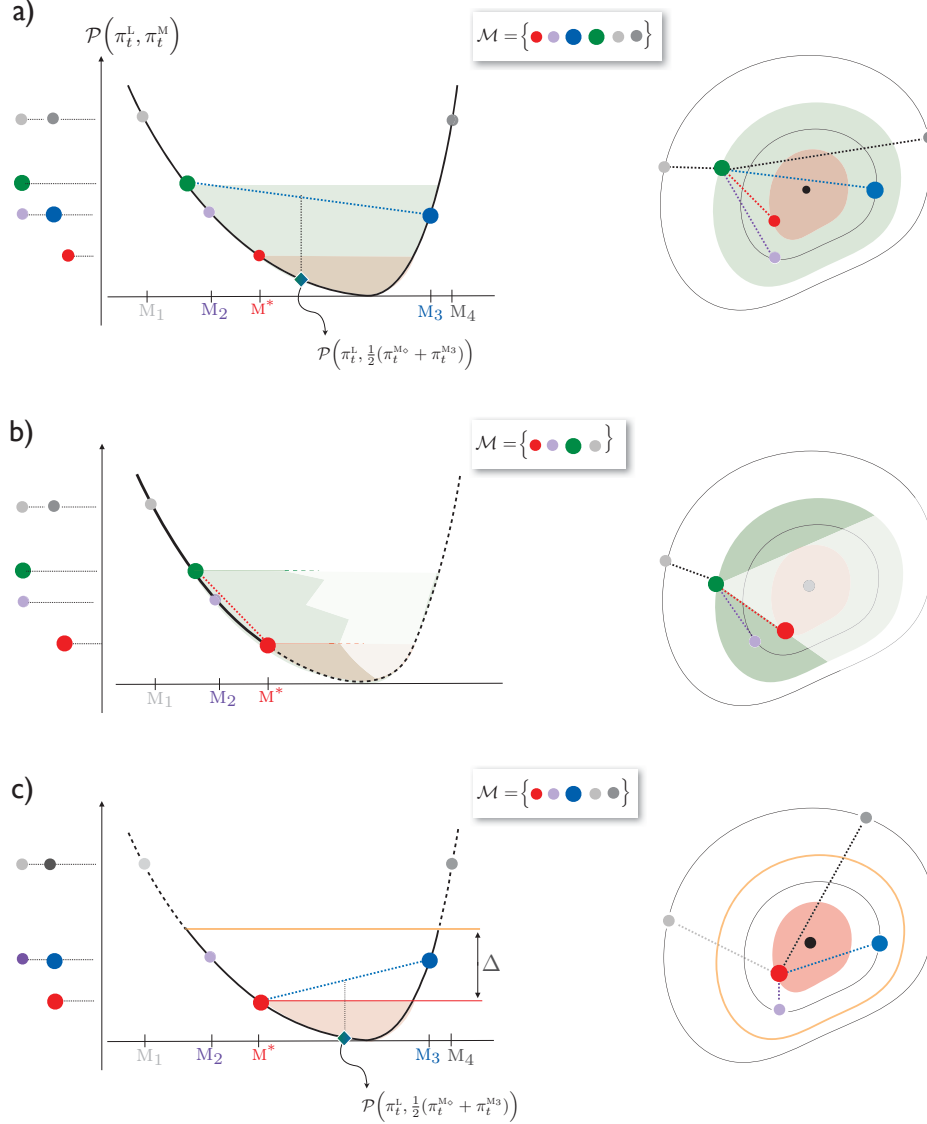 a)
𝒫(π_t^L, π_t^M)
ℳ = { }
M₁ M₂ M* M₃ M₄
𝒫(π_t^L, ½(π_t^{M⋄} + π_t^{M₃}))
b)
ℳ = { }
M₁ M₂ M*
c)
ℳ = { }
Δ
M₁ M₂ M* M₃ M₄
𝒫(π_t^L, ½(π_t^{M⋄} + π_t^{M₃}))